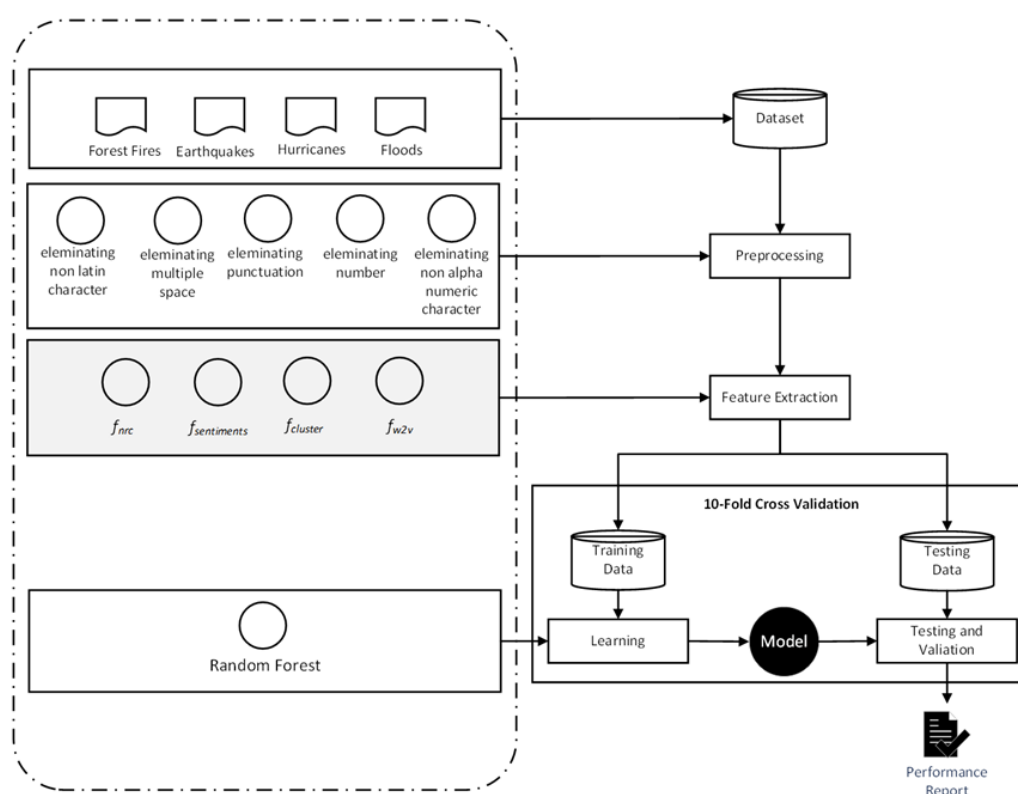 Forest Fires
Earthquakes
Hurricanes
Floods
Dataset
eleminating
non latin
character
eleminating
multiple
space
eleminating
punctuation
eleminating
number
eleminating
non alpha
numeric
character
Preprocessing
fnrc
fsentiments
fcluster
fw2v
Feature Extraction
10-Fold Cross Validation
Training
Data
Testing
Data
Random Forest
Learning
Model
Testing and
Valiation
Performance
Report